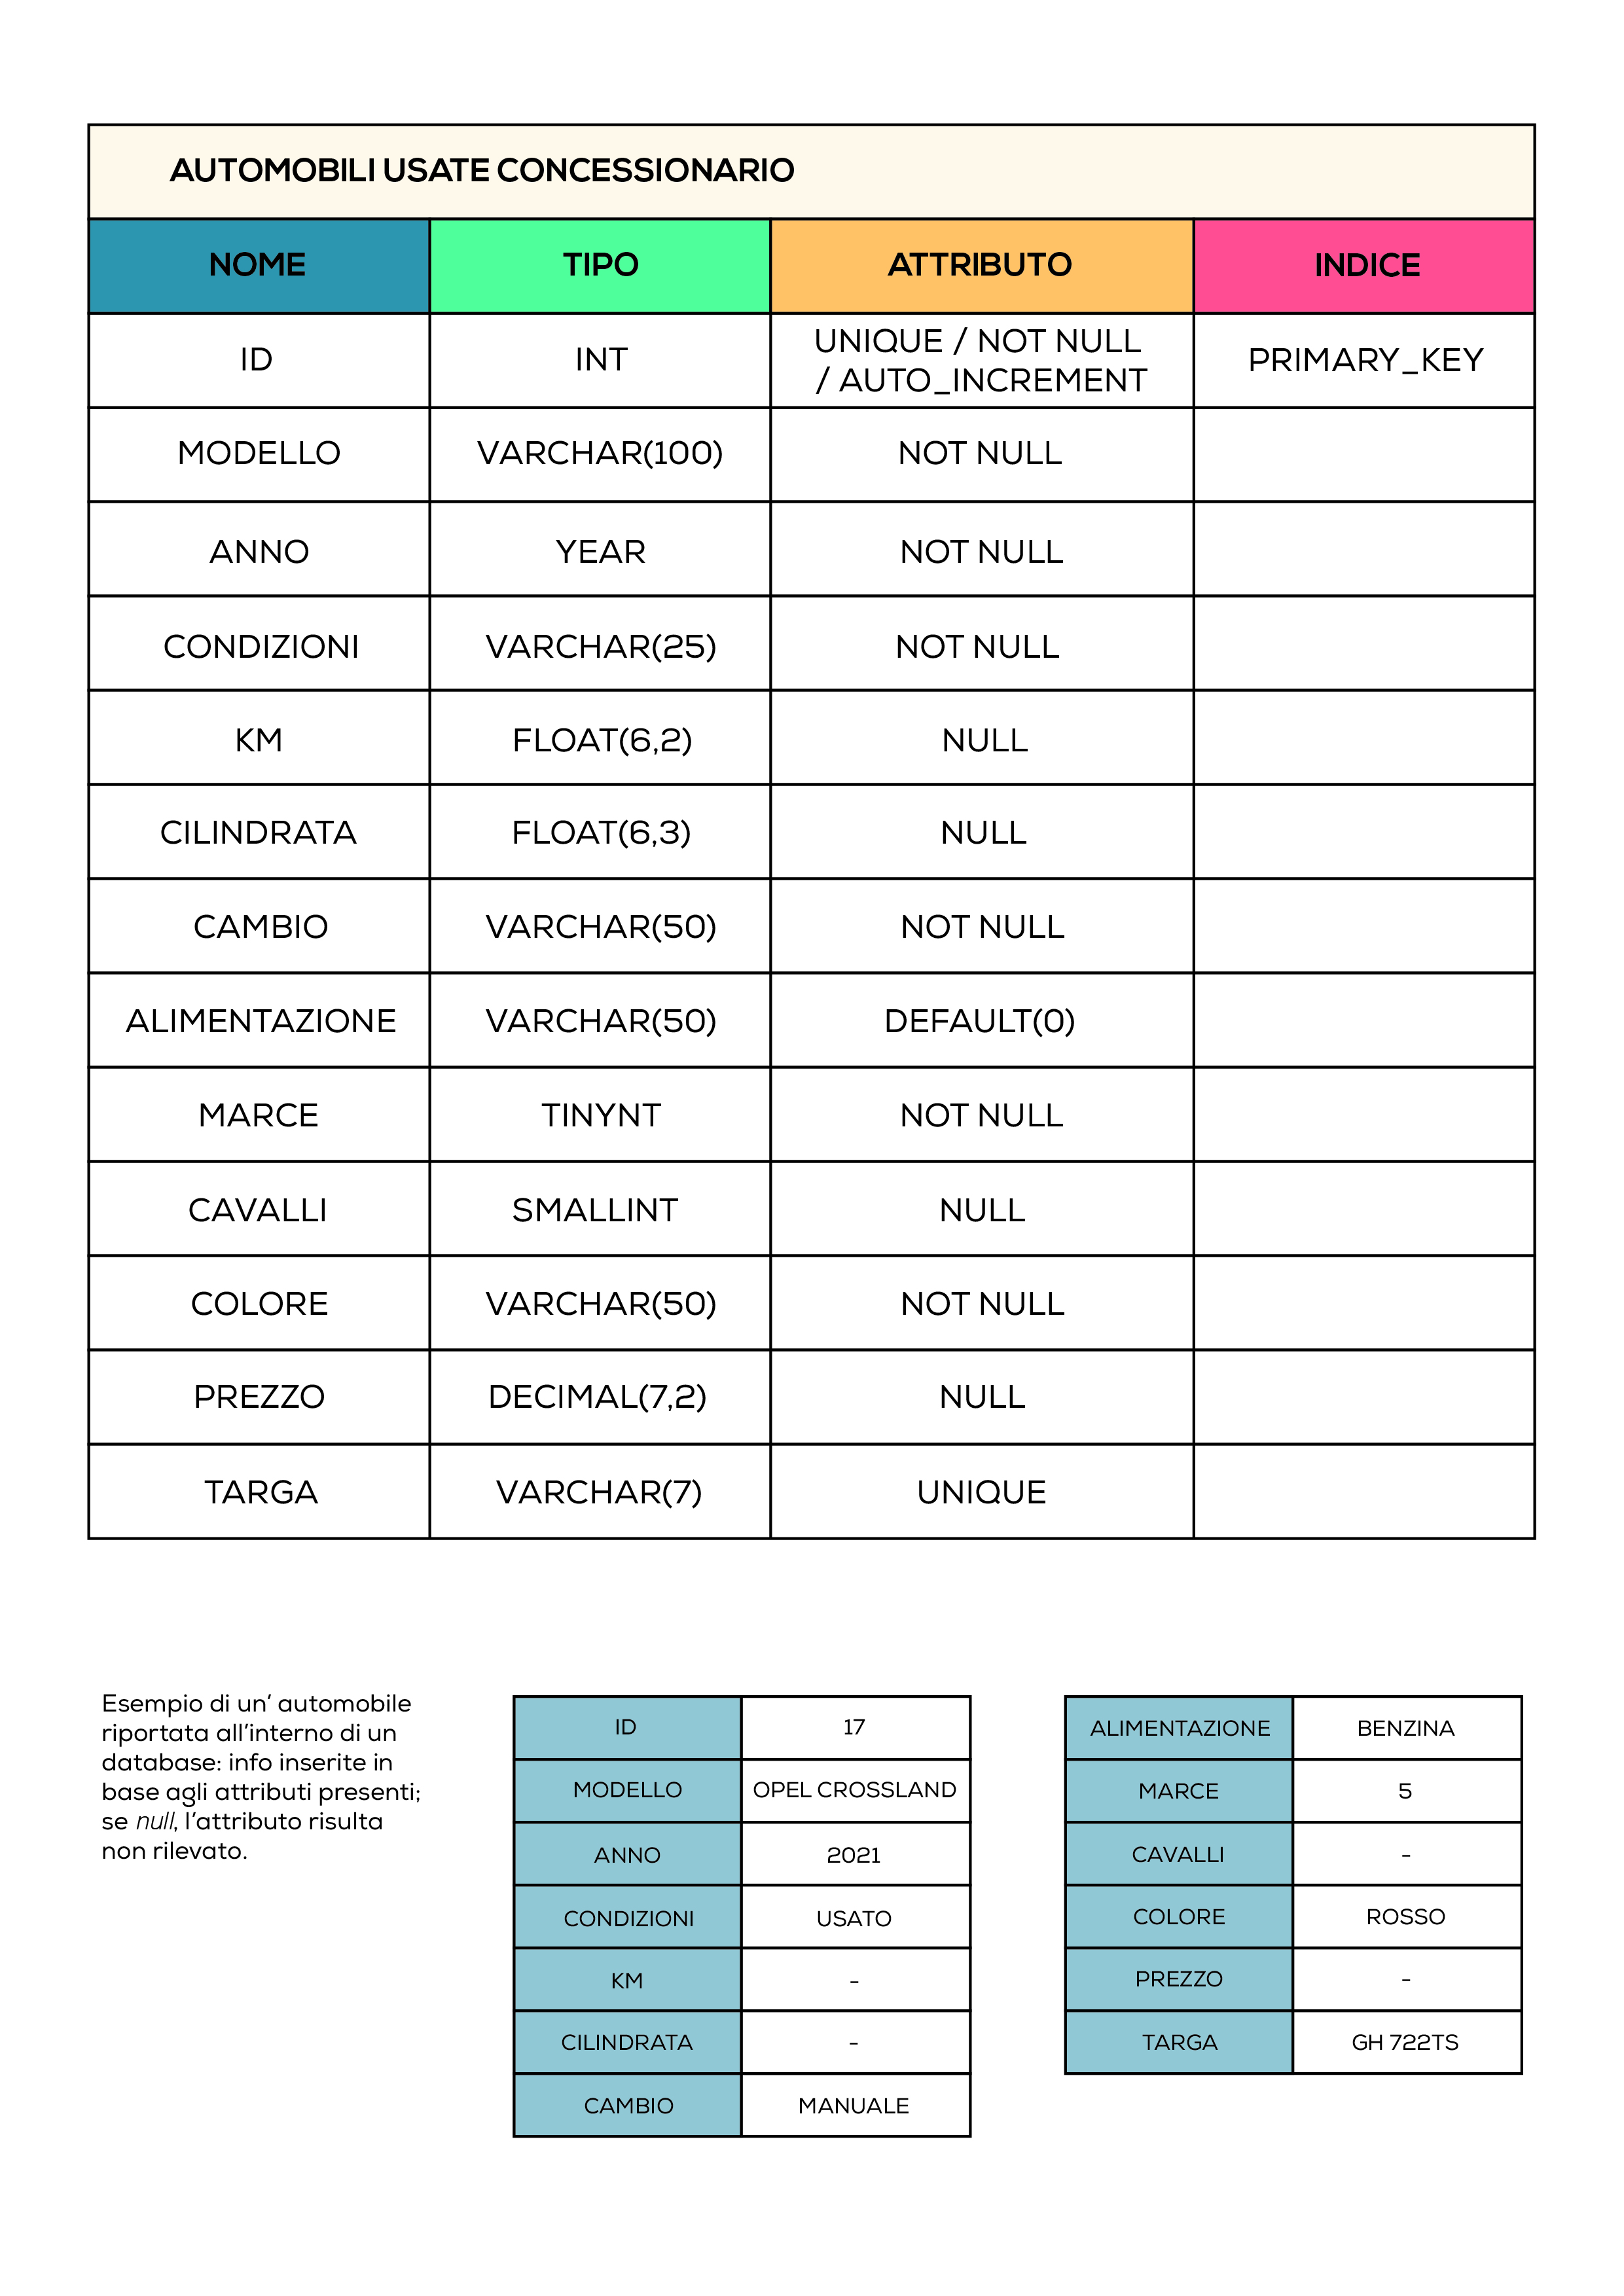 AUTOMOBILI USATE CONCESSIONARIO
NOME TIPO ATTRIBUTO INDICE
ID INT UNIQUE / NOT NULL / AUTO_INCREMENT PRIMARY_KEY
MODELLO VARCHAR(100) NOT NULL
ANNO YEAR NOT NULL
CONDIZIONI VARCHAR(25) NOT NULL
KM FLOAT(6,2) NULL
CILINDRATA FLOAT(6,3) NULL
CAMBIO VARCHAR(50) NOT NULL
ALIMENTAZIONE VARCHAR(50) DEFAULT(0)
MARCE TINYNT NOT NULL
CAVALLI SMALLINT NULL
COLORE VARCHAR(50) NOT NULL
PREZZO DECIMAL(7,2) NULL
TARGA VARCHAR(7) UNIQUE
Esempio di un' automobile
riportata all'interno di un
database: info inserite in
base agli attributi presenti;
se null, l'attributo risulta
non rilevato.
ID 17
MODELLO OPEL CROSSLAND
ANNO 2021
CONDIZIONI USATO
KM -
CILINDRATA -
CAMBIO MANUALE
ALIMENTAZIONE BENZINA
MARCE 5
CAVALLI -
COLORE ROSSO
PREZZO -
TARGA GH 722TS